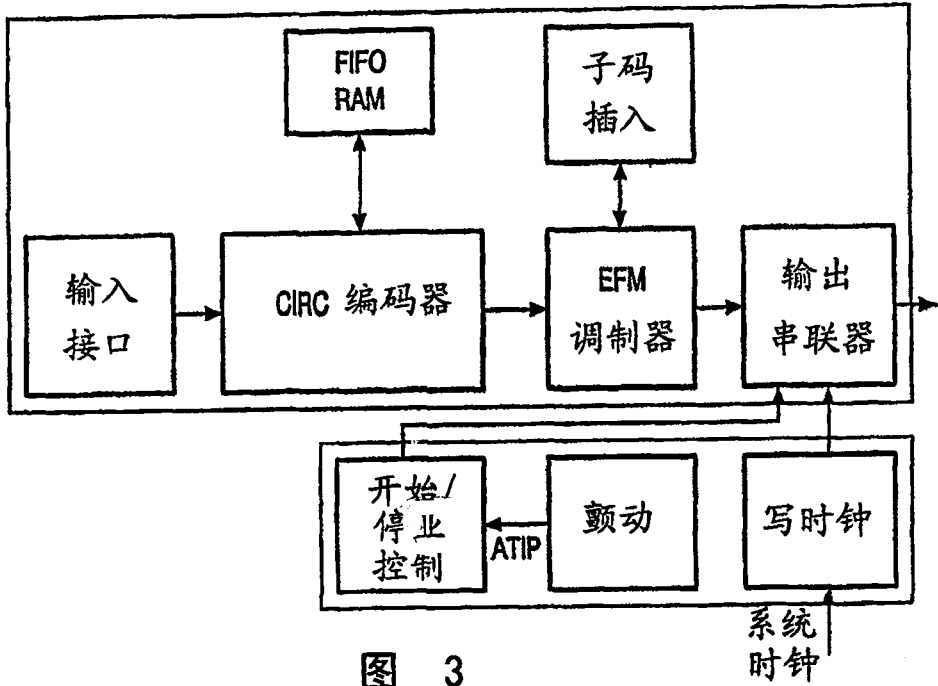 FIFO
RAM
子码
插入
输入
接口
CIRC 编码器
EFM
调制器
输出
串联器
开始/
停业
控制
ATIP
颤动
写时钟
系统
时钟
图 3